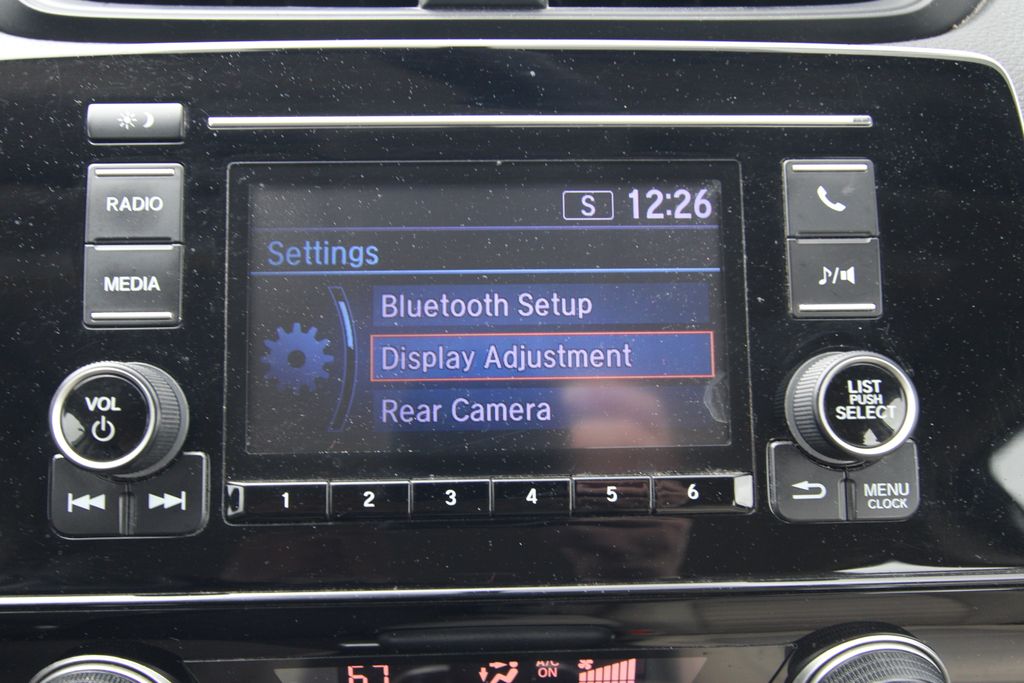 RADIO
MEDIA
VOL
S 12:26
Settings
Bluetooth Setup
Display Adjustment
Rear Camera
1 2 3 4 5 6
LIST
PUSH
SELECT
MENU
CLOCK
67
A/C
ON